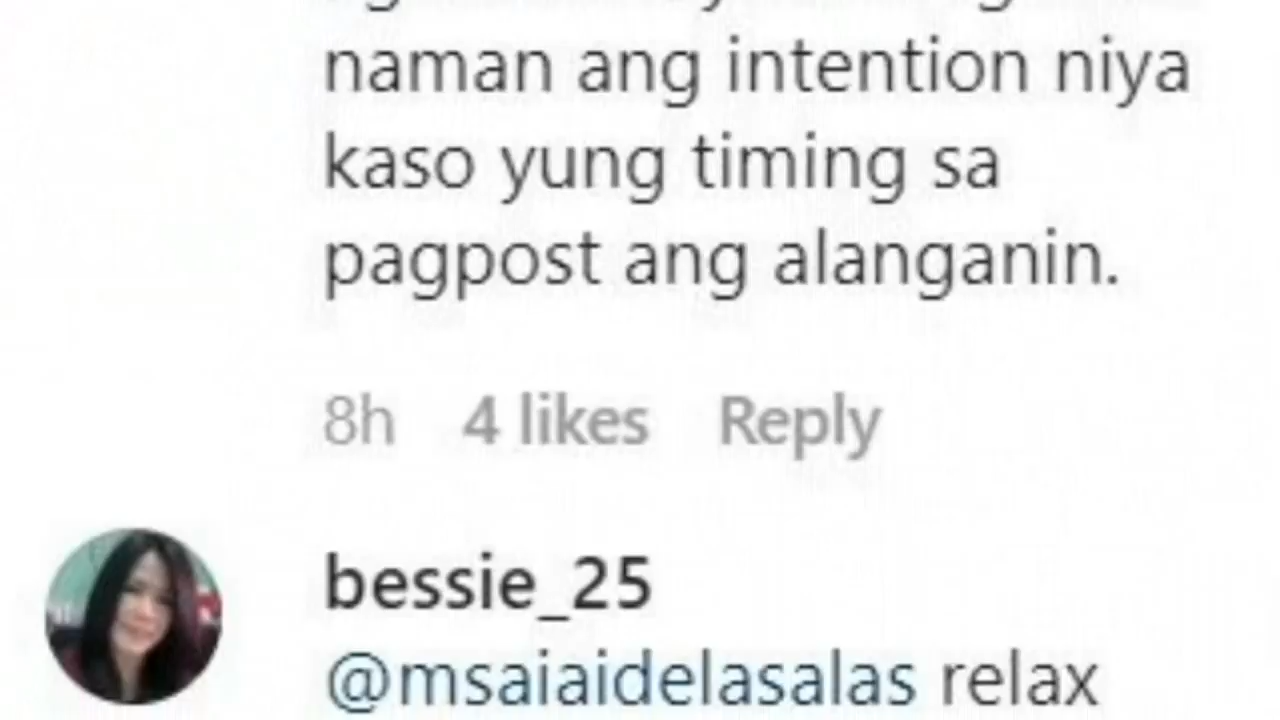 naman ang intention niya
kaso yung timing sa
pagpost ang alanganin.
8h 4 likes Reply
bessie_25
@msaiaidelasalas relax